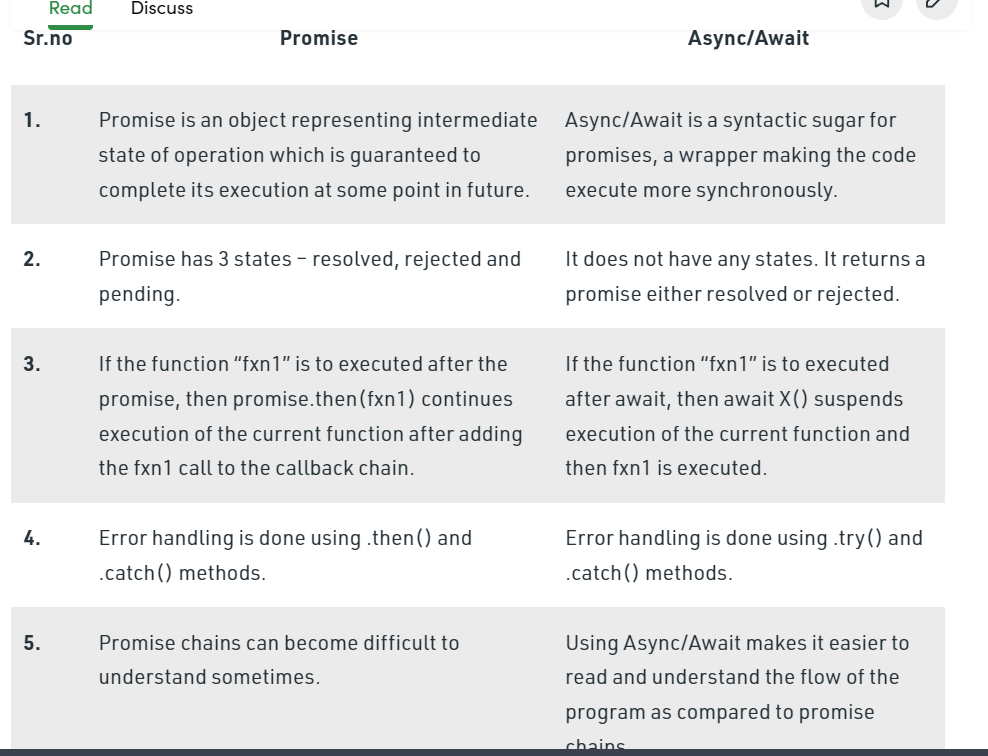 Read Discuss
Sr.no Promise Async/Await
1. Promise is an object representing intermediate
state of operation which is guaranteed to
complete its execution at some point in future.
Async/Await is a syntactic sugar for
promises, a wrapper making the code
execute more synchronously.
2. Promise has 3 states – resolved, rejected and
pending.
It does not have any states. It returns a
promise either resolved or rejected.
3. If the function “fxn1” is to executed after the
promise, then promise.then(fxn1) continues
execution of the current function after adding
the fxn1 call to the callback chain.
If the function “fxn1” is to executed
after await, then await X() suspends
execution of the current function and
then fxn1 is executed.
4. Error handling is done using .then() and
.catch() methods.
Error handling is done using .try() and
.catch() methods.
5. Promise chains can become difficult to
understand sometimes.
Using Async/Await makes it easier to
read and understand the flow of the
program as compared to promise
chains